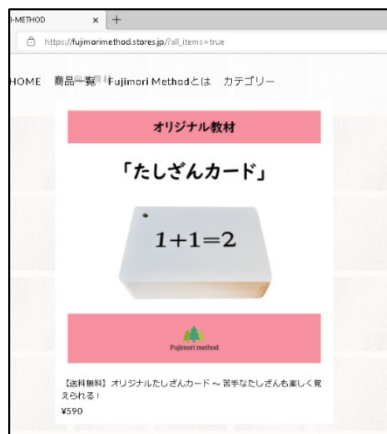 I-METHOD
https://fujimorimethod.stores.jp/?all_items=true
HOME 商品一覧 Fujimori Methodとは カテゴリー
オリジナル教材
「たしざんカード」
1+1=2
Fujimori method
【送料無料】オリジナルたしざんカード ～ 苦手なたしざんも楽しく覚
えられる!
¥590